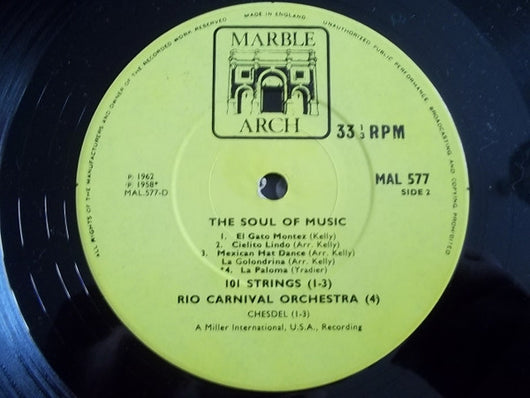 MADE IN ENGLAND
ALL RIGHTS OF THE MANUFACTURERS AND OWNER OF THE RECORDED WORK RESERVED
UNAUTHORIZED PUBLIC PERFORMANCE, BROADCASTING AND COPYING PROHIBITED
MARBLE
ARCH
33⅓ RPM
℗ 1962
℗ 1958*
MAL.577-D
MAL 577
SIDE 2
THE SOUL OF MUSIC
1. El Gato Montez (Kelly)
2. Cielito Lindo (Arr. Kelly)
3. Mexican Hat Dance (Arr. Kelly)
La Golondrina (Arr. Kelly)
*4. La Paloma (Yradier)
101 STRINGS (1-3)
RIO CARNIVAL ORCHESTRA (4)
CHESDEL (1-3)
A Miller International, U.S.A., Recording